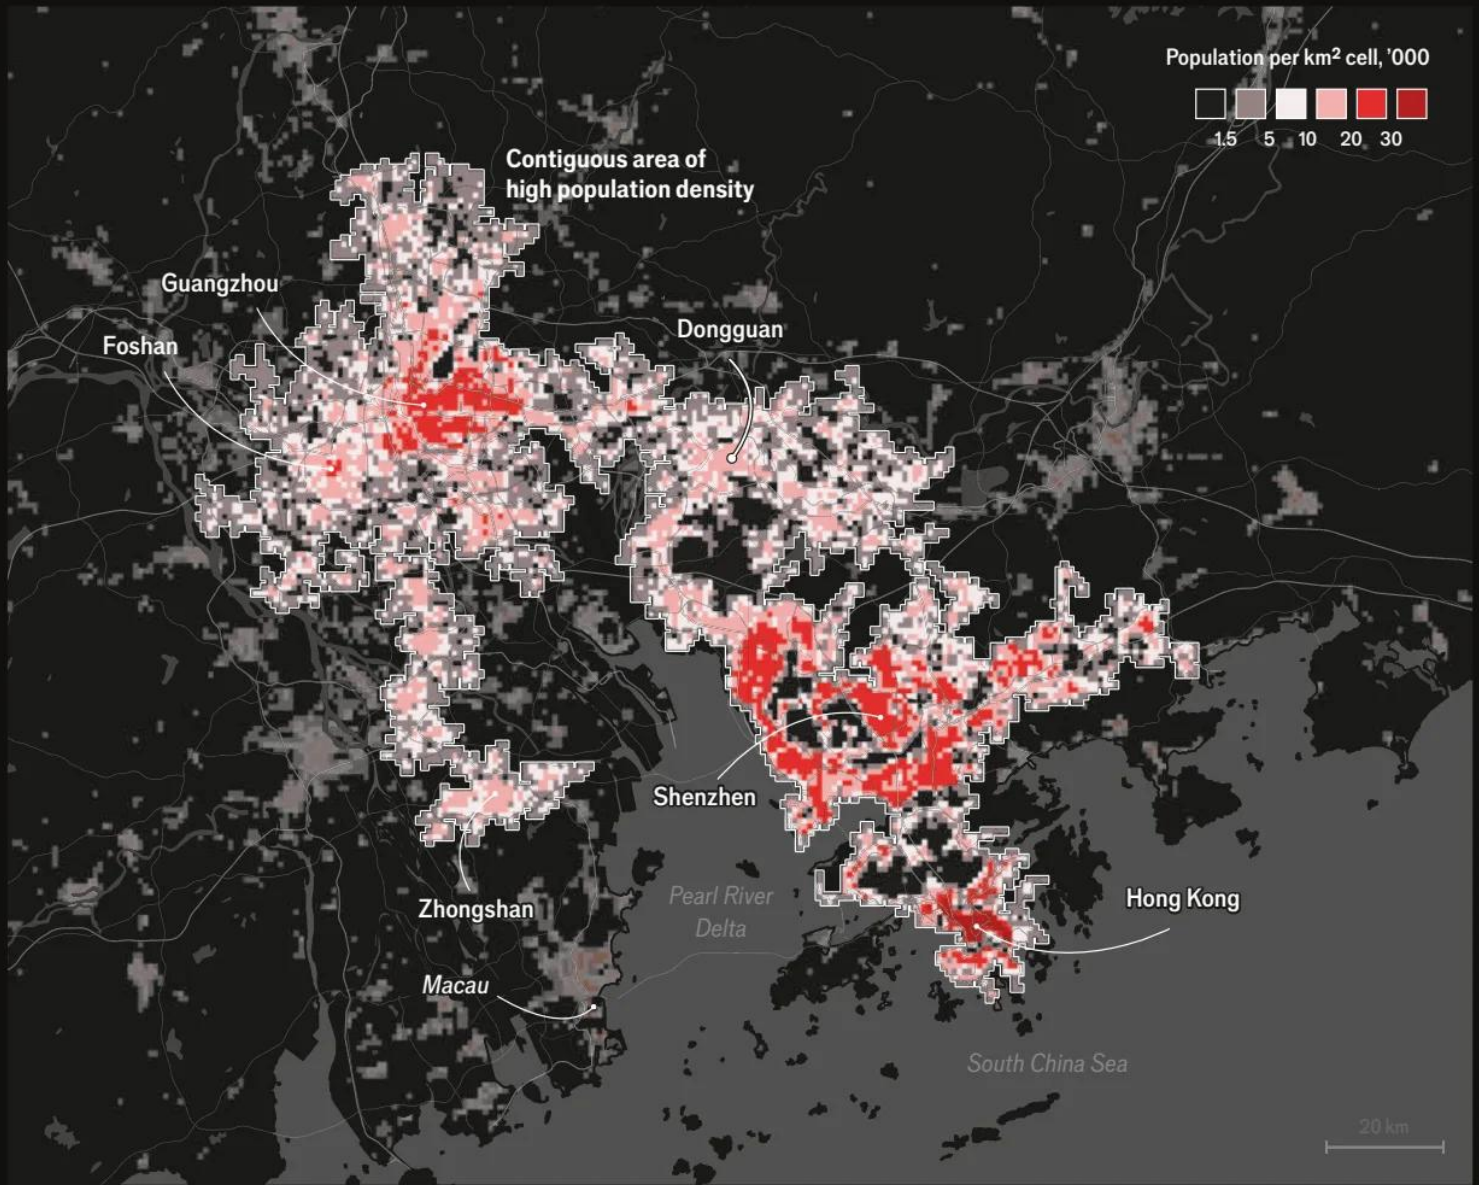 Population per km² cell, ’000
1.5 5 10 20 30
Contiguous area of
high population density
Guangzhou
Foshan
Dongguan
Shenzhen
Zhongshan
Pearl River
Delta
Hong Kong
Macau
South China Sea
20 km